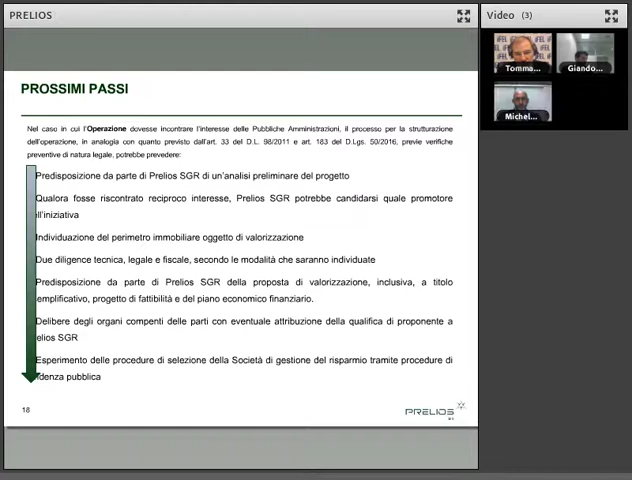 PRELIOS
Video (3)
Tomma...
Giando...
Michel...
PROSSIMI PASSI
Nel caso in cui l'Operazione dovesse incontrare l'interesse delle Pubbliche Amministrazioni, il processo per la strutturazione
dell'operazione, in analogia con quanto previsto dall'art. 33 del D.L. 98/2011 e art. 183 del D.Lgs. 50/2016, previe verifiche
preventive di natura legale, potrebbe prevedere:
Predisposizione da parte di Prelios SGR di un'analisi preliminare del progetto
Qualora fosse riscontrato reciproco interesse, Prelios SGR potrebbe candidarsi quale promotore
ll'iniziativa
Individuazione del perimetro immobiliare oggetto di valorizzazione
Due diligence tecnica, legale e fiscale, secondo le modalità che saranno individuate
Predisposizione da parte di Prelios SGR della proposta di valorizzazione, inclusiva, a titolo
emplificativo, progetto di fattibilità e del piano economico finanziario.
Delibere degli organi compenti delle parti con eventuale attribuzione della qualifica di proponente a
elios SGR
Esperimento delle procedure di selezione della Società di gestione del risparmio tramite procedure di
idenza pubblica
18
PRELIOS